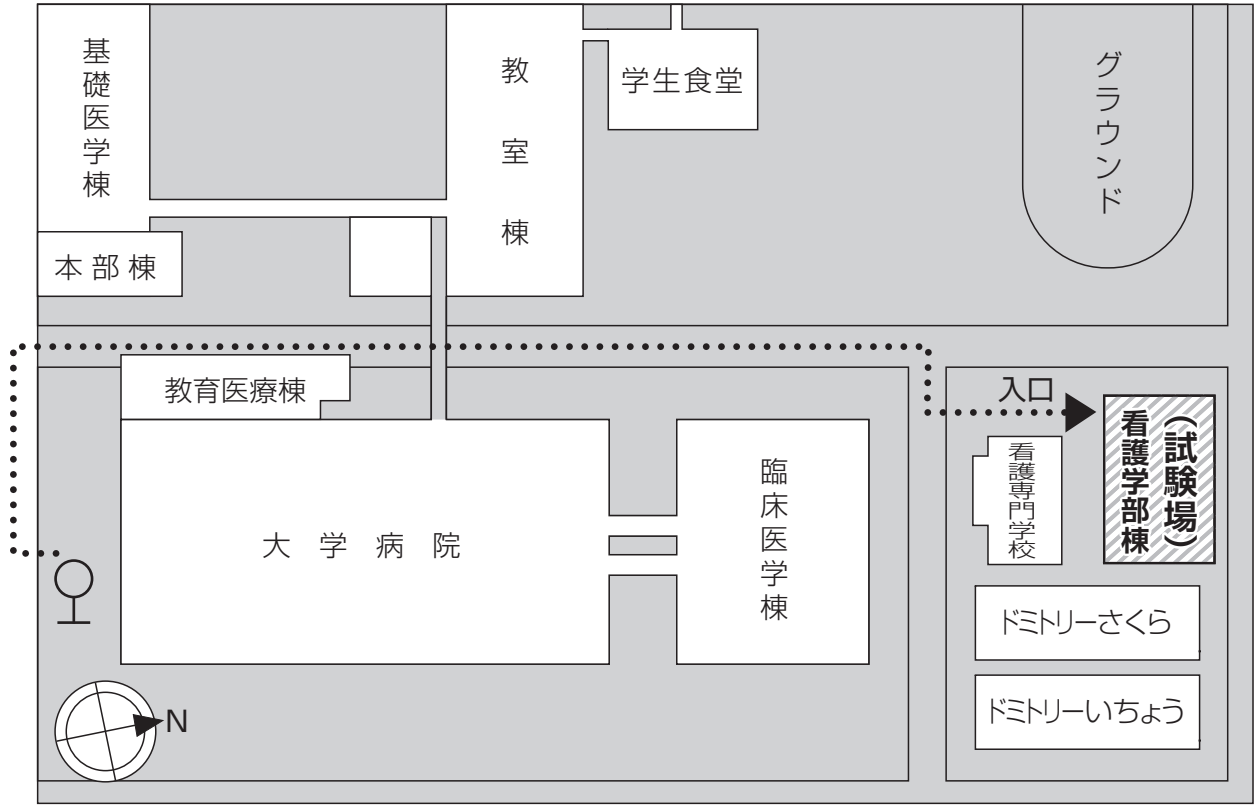 基礎医学棟
教室棟
学生食堂
グラウンド
本部棟
教育医療棟
入口
看護学部棟
（試験場）
看護専門学校
大学病院
臨床医学棟
ドミトリーさくら
ドミトリーいちょう
N